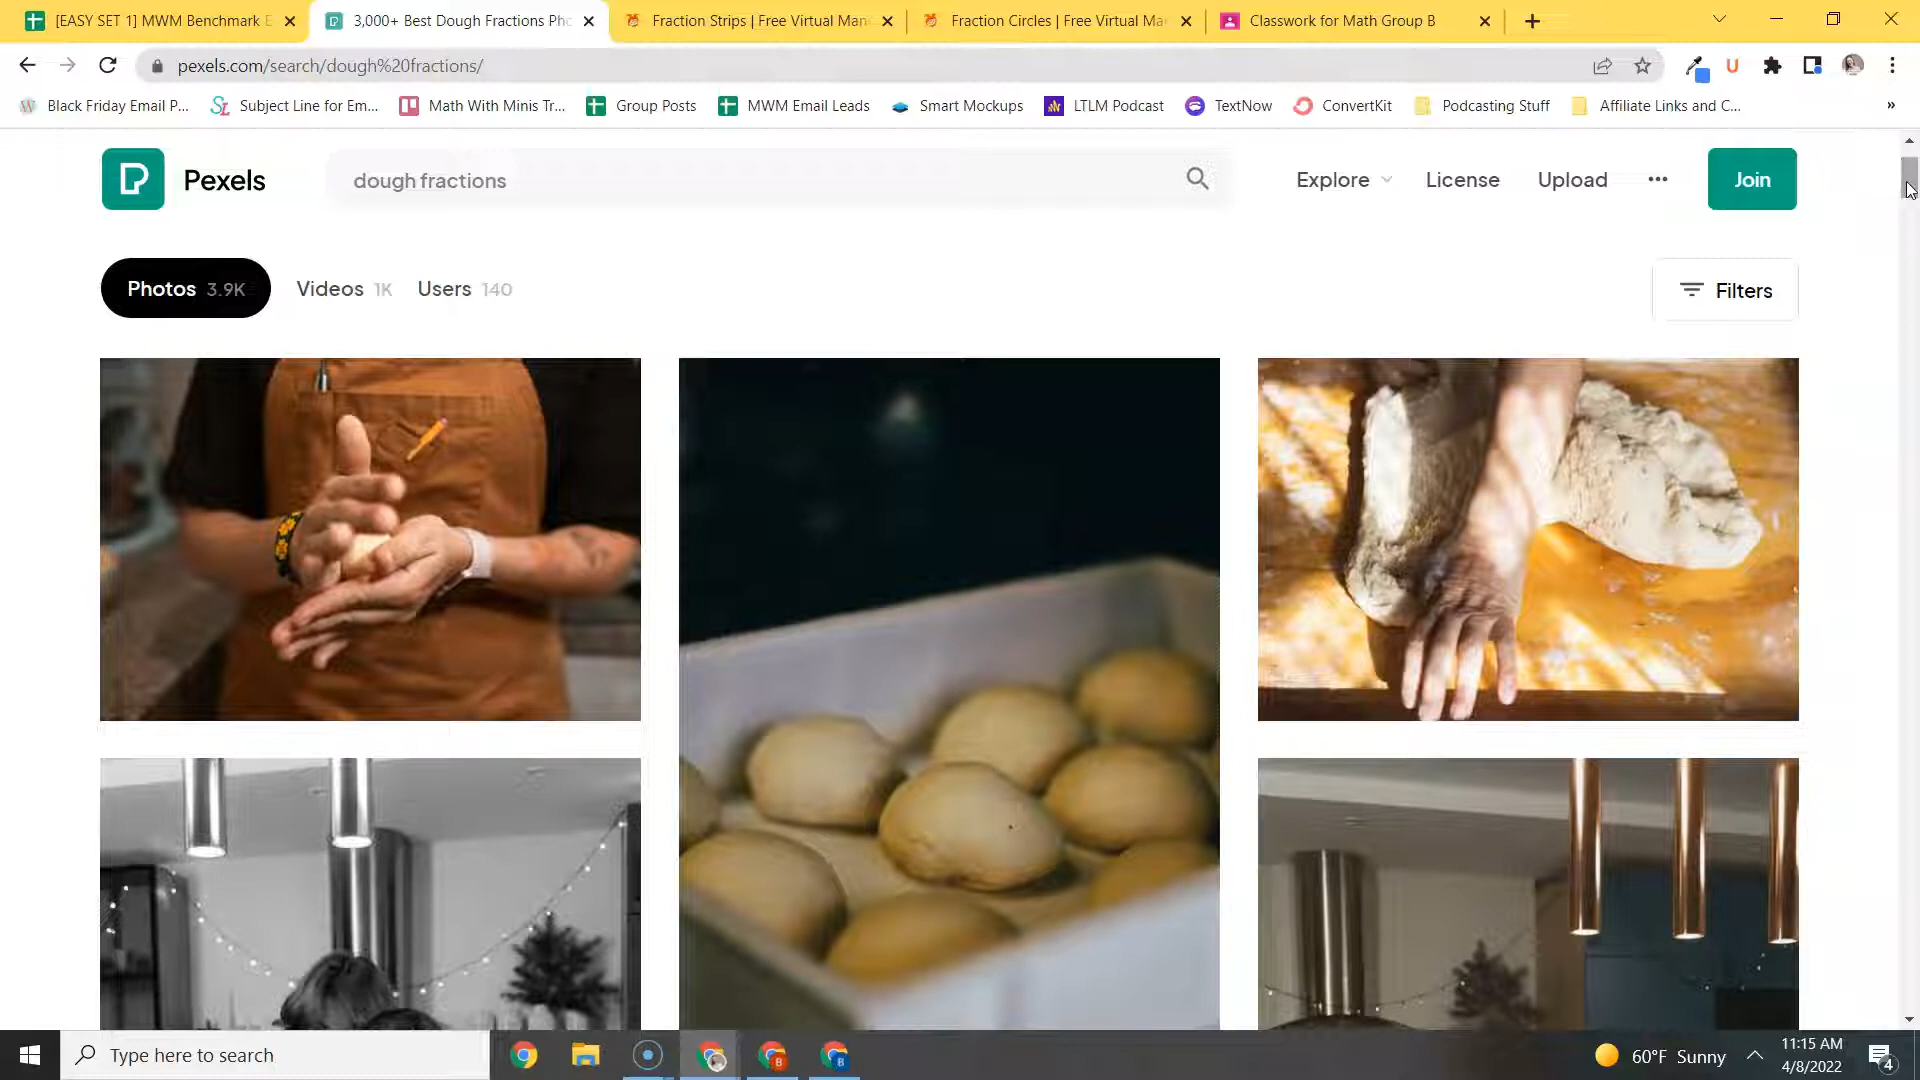 [EASY SET 1] MWM Benchmark E
3,000+ Best Dough Fractions Pho
Fraction Strips | Free Virtual Man
Fraction Circles | Free Virtual Ma
Classwork for Math Group B
pexels.com/search/dough%20fractions/
Black Friday Email P...
Subject Line for Em...
Math With Minis Tr...
Group Posts
MWM Email Leads
Smart Mockups
LTLM Podcast
TextNow
ConvertKit
Podcasting Stuff
Affiliate Links and C...
»
Pexels
dough fractions
Explore
License
Upload
Join
Photos 3.9K
Videos 1K
Users 140
Filters
Type here to search
60°F Sunny
11:15 AM
4/8/2022
4